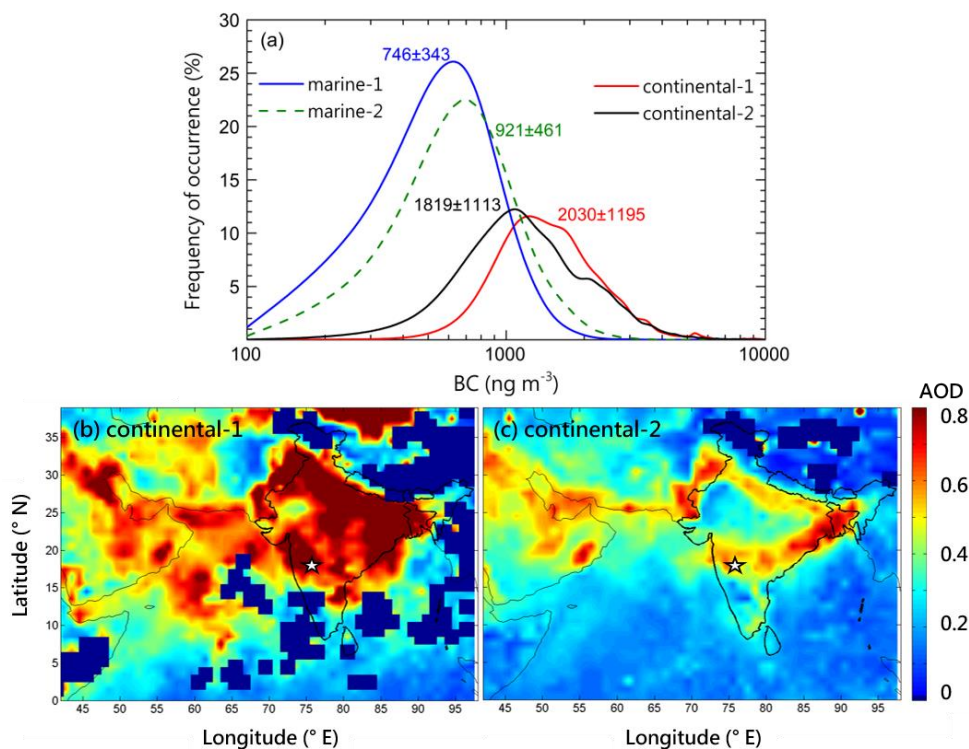 (a)
746±343
marine-1
marine-2
921±461
continental-1
continental-2
1819±1113
2030±1195
Frequency of occurrence (%)
30
25
20
15
10
5
100
1000
10000
BC (ng m⁻³)
AOD
(b) continental-1
(c) continental-2
0.8
0.6
0.4
0.2
0
Latitude (° N)
35
30
25
20
15
10
5
0
45 50 55 60 65 70 75 80 85 90 95
45 50 55 60 65 70 75 80 85 90 95
Longitude (° E)
Longitude (° E)